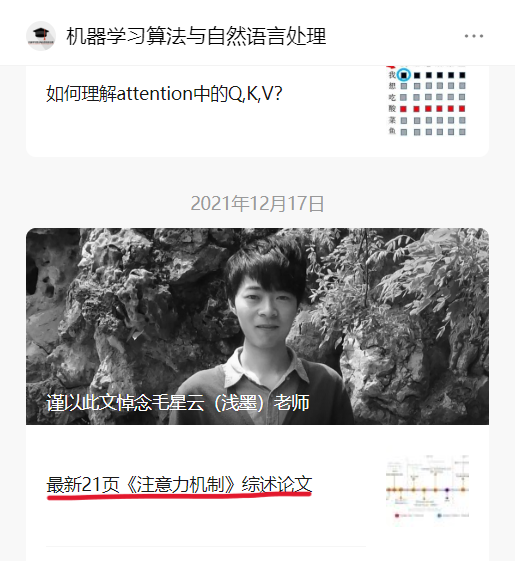 机器学习算法与自然语言处理
如何理解attention中的Q,K,V?
我
想
吃
酸
菜
鱼
2021年12月17日
谨以此文悼念毛星云（浅墨）老师
最新21页《注意力机制》综述论文